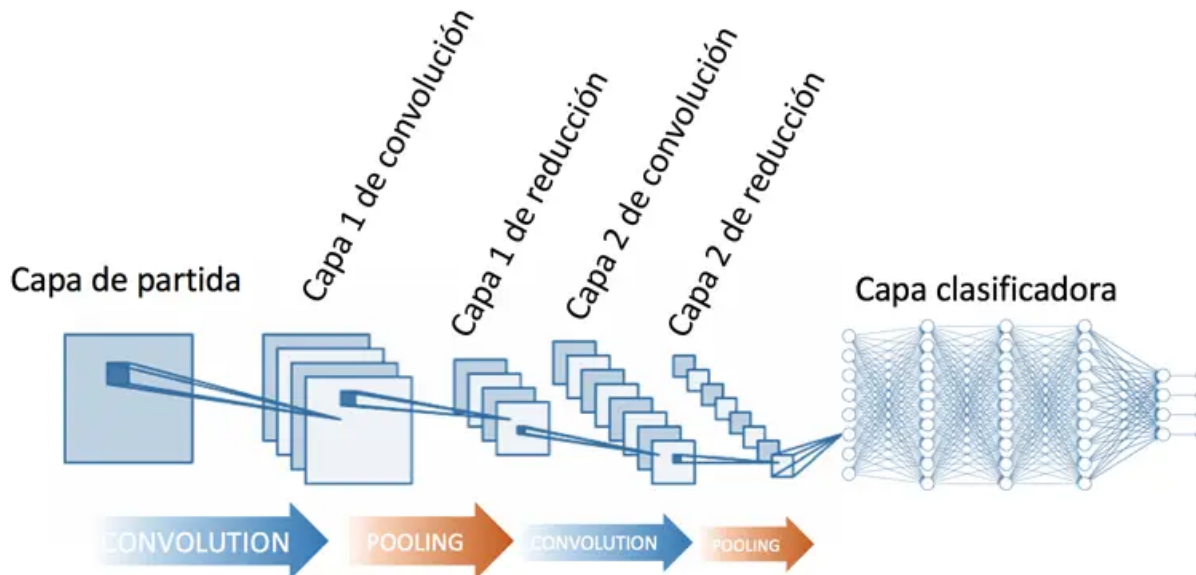 Capa de partida
Capa 1 de convolución
Capa 1 de reducción
Capa 2 de convolución
Capa 2 de reducción
Capa clasificadora
CONVOLUTION
POOLING
CONVOLUTION
POOLING